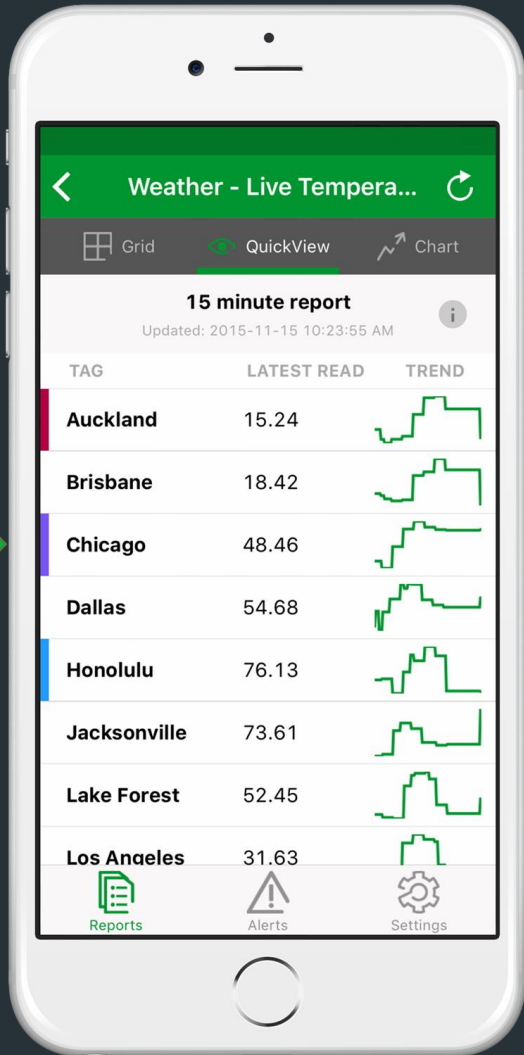 Weather - Live Tempera...
Grid QuickView Chart
15 minute report
Updated: 2015-11-15 10:23:55 AM
TAG LATEST READ TREND
Auckland 15.24
Brisbane 18.42
Chicago 48.46
Dallas 54.68
Honolulu 76.13
Jacksonville 73.61
Lake Forest 52.45
Los Angeles 31.63
Reports Alerts Settings